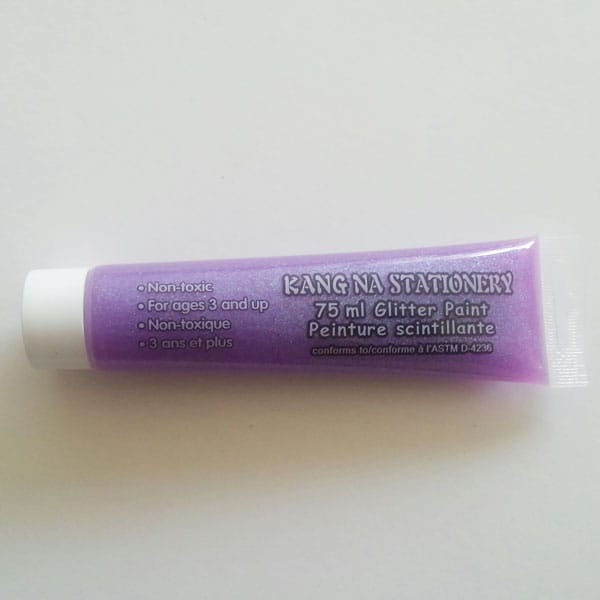 • Non-toxic
• For ages 3 and up
• Non-toxique
• 3 ans et plus
KANG NA STATIONERY
75 ml Glitter Paint
Peinture scintillante
conforms to/conforme à l'ASTM D-4236